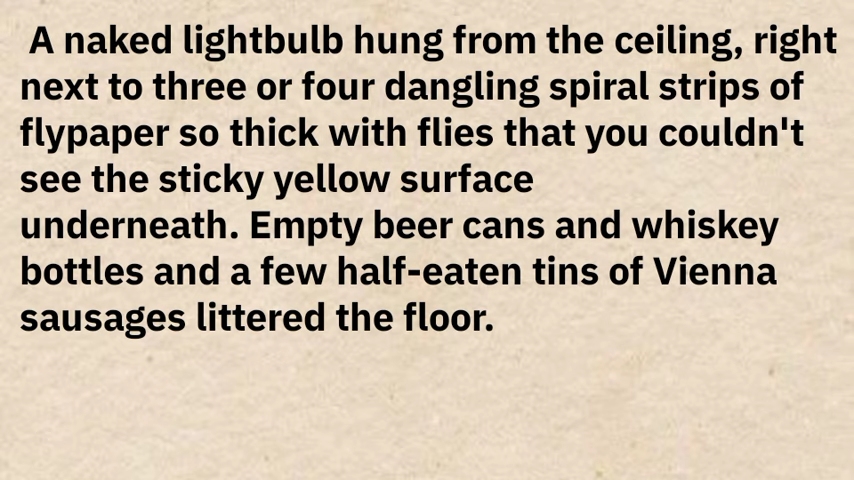 A naked lightbulb hung from the ceiling, right
next to three or four dangling spiral strips of
flypaper so thick with flies that you couldn't
see the sticky yellow surface
underneath. Empty beer cans and whiskey
bottles and a few half-eaten tins of Vienna
sausages littered the floor.